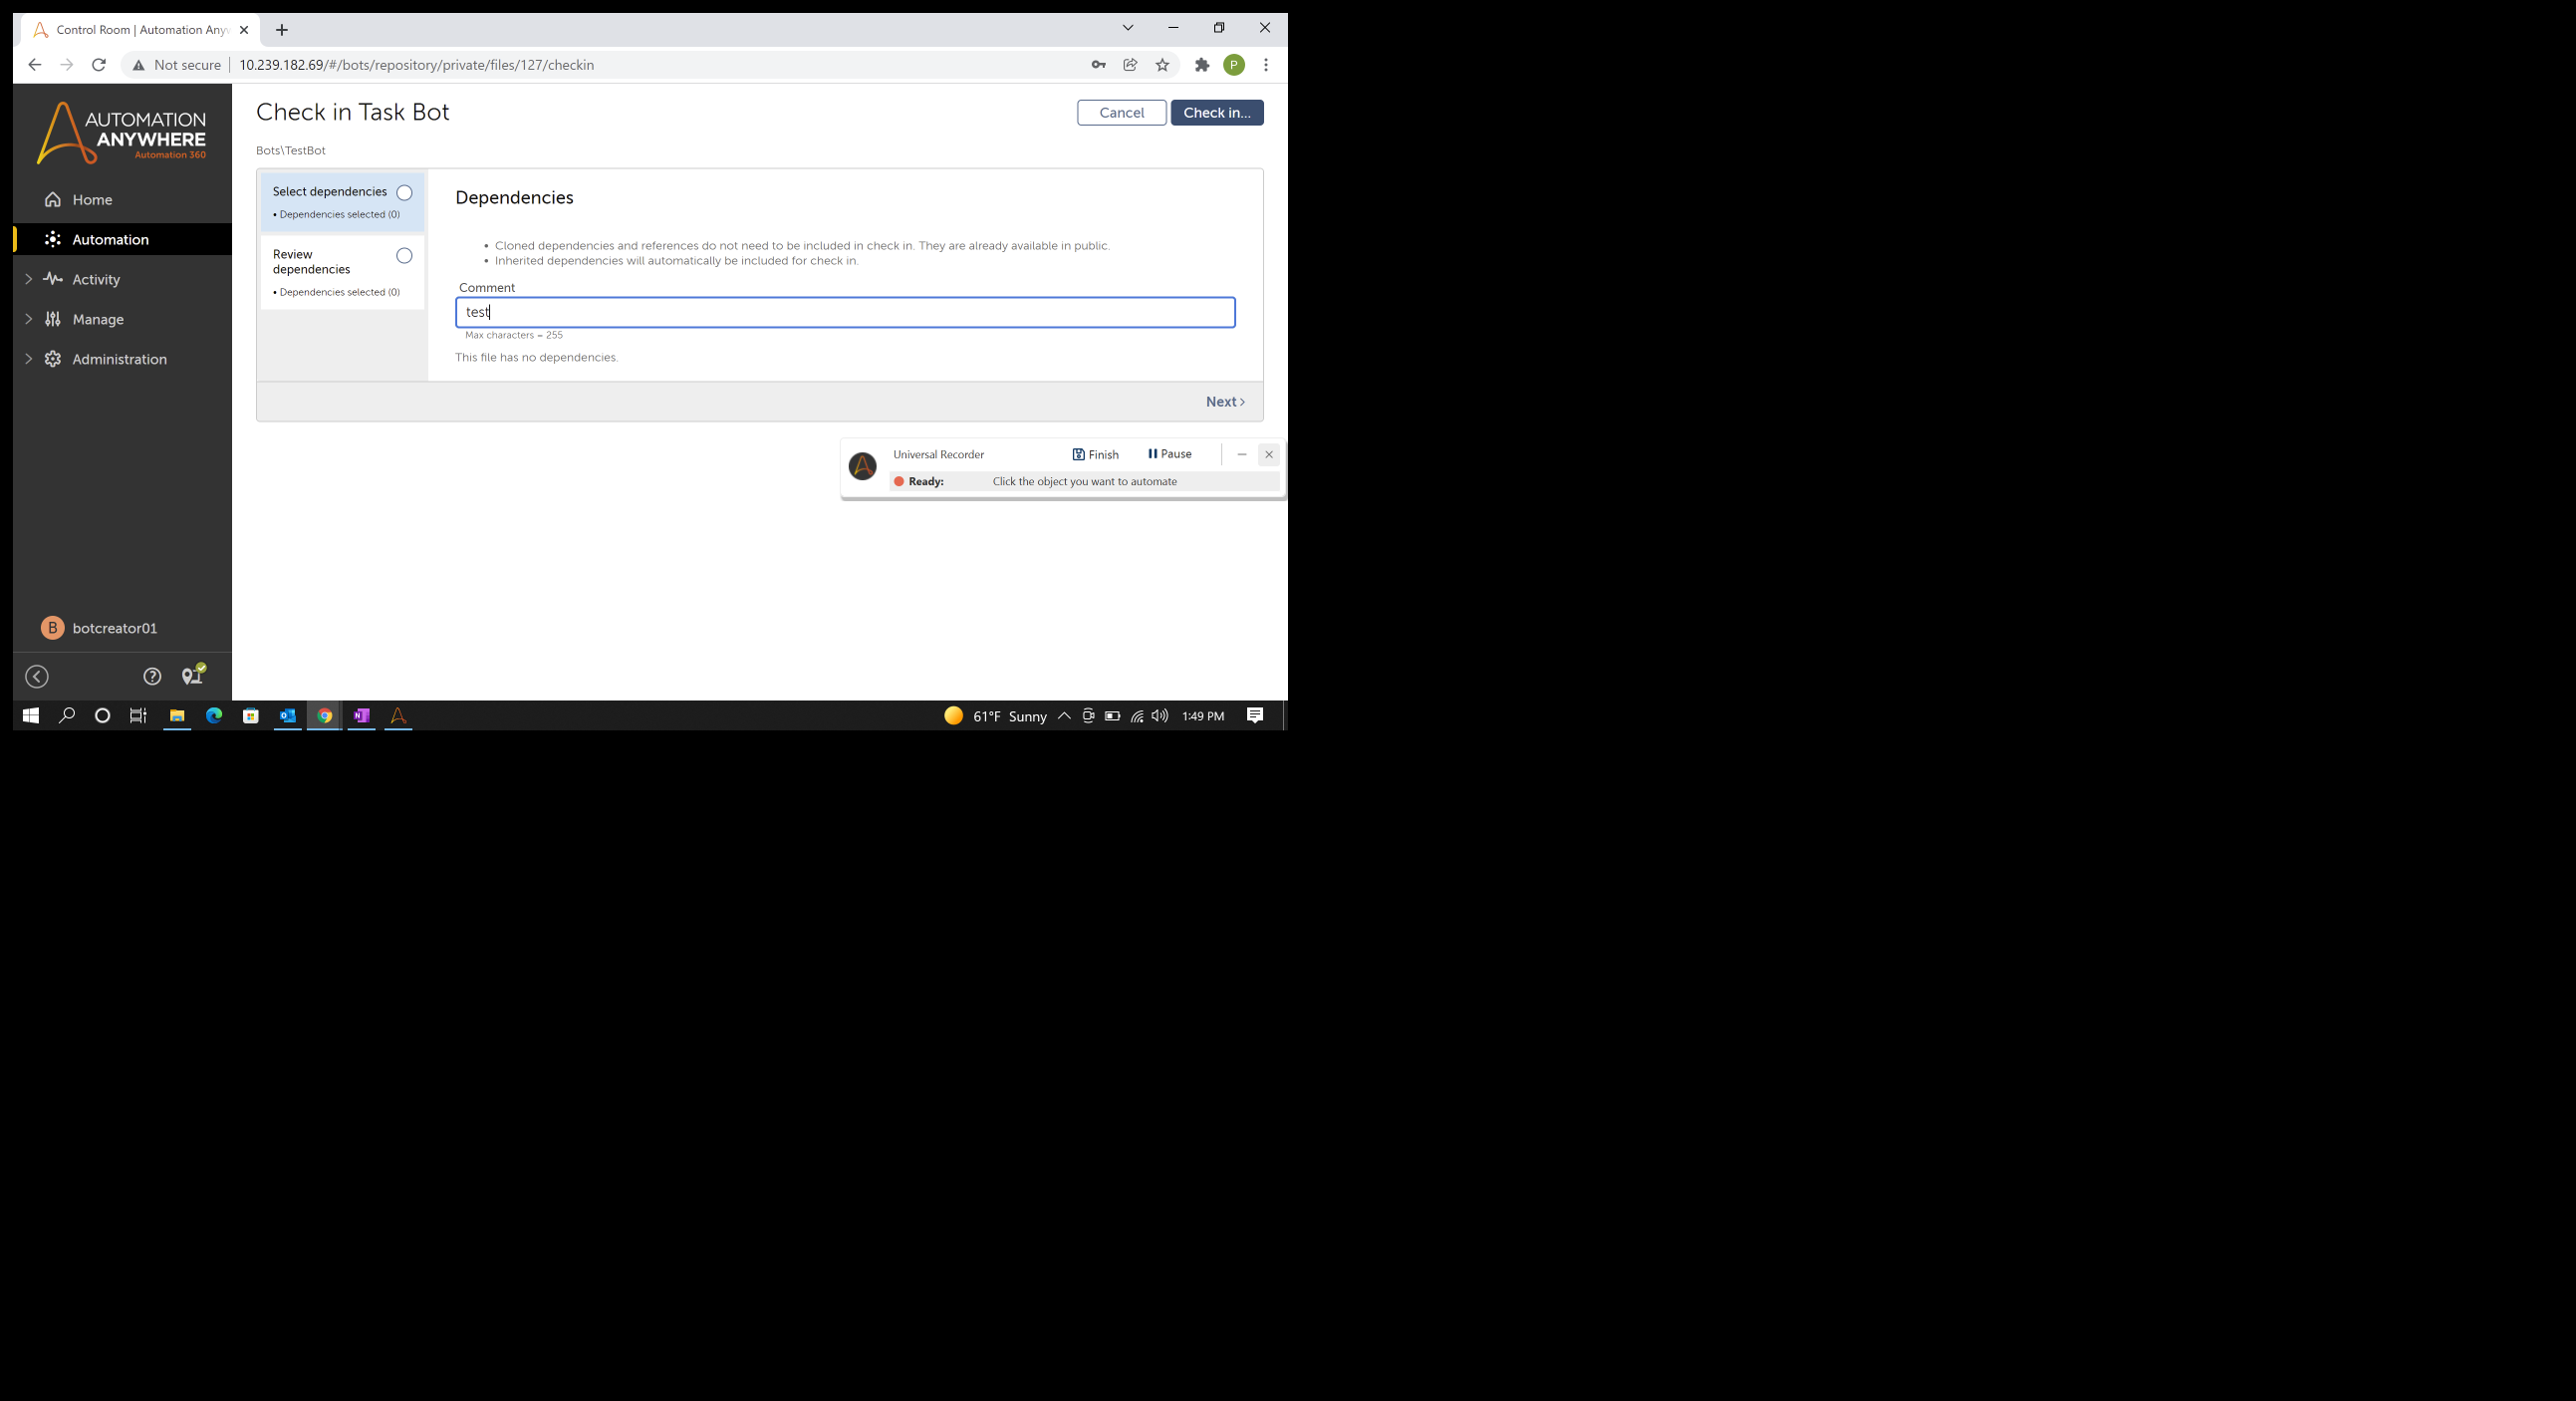 Control Room | Automation Any
Not secure
10.239.182.69/#/bots/repository/private/files/127/checkin
P
AUTOMATION
ANYWHERE
Automation 360
Home
Automation
Activity
Manage
Administration
B botcreator01
Check in Task Bot
Cancel
Check in...
Bots\TestBot
Select dependencies
• Dependencies selected (0)
Review
dependencies
• Dependencies selected (0)
Dependencies
• Cloned dependencies and references do not need to be included in check in. They are already available in public.
• Inherited dependencies will automatically be included for check in.
Comment
test
Max characters = 255
This file has no dependencies.
Next >
Universal Recorder
Finish
Pause
Ready: Click the object you want to automate
61°F Sunny
1:49 PM